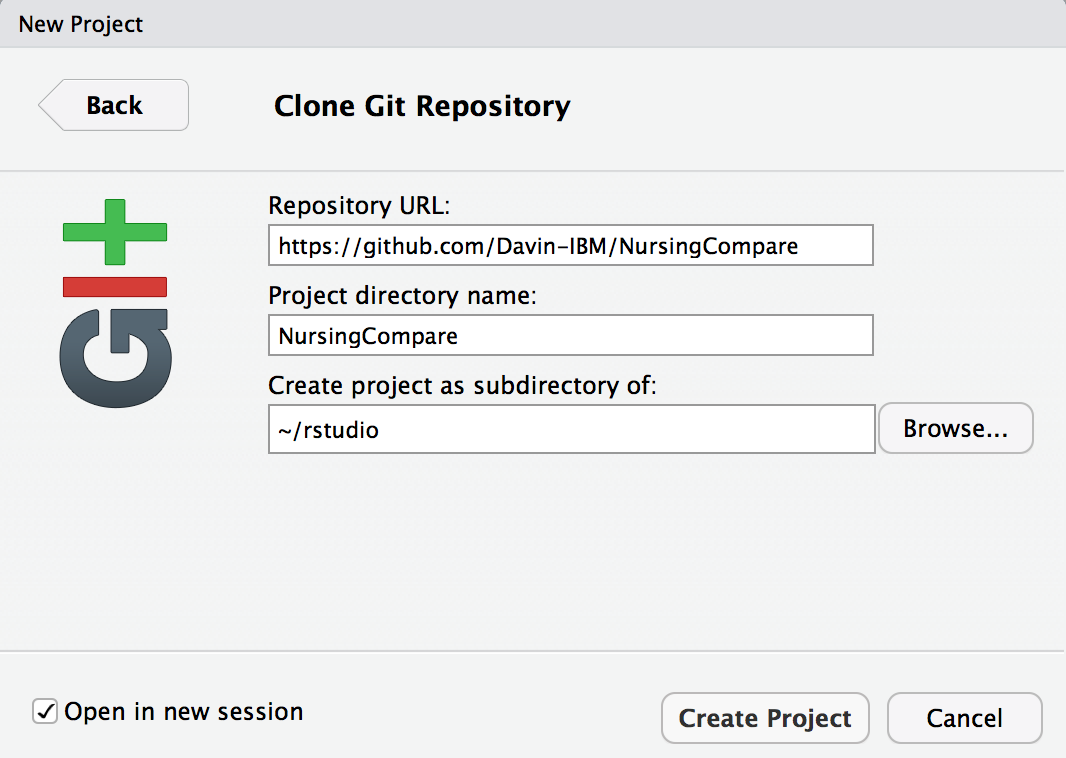 New Project
Back
Clone Git Repository
git
Repository URL:
https://github.com/Davin-IBM/NursingCompare
Project directory name:
NursingCompare
Create project as subdirectory of:
~/rstudio
Browse...
Open in new session
Create Project
Cancel